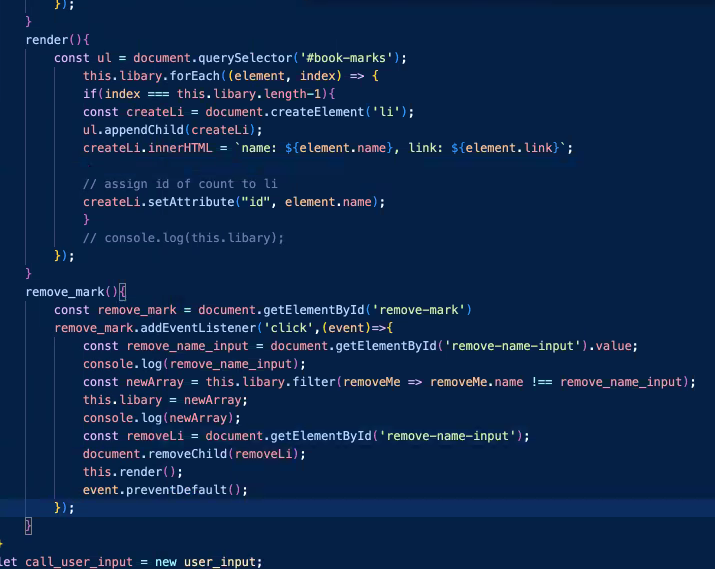 });
}
render(){
const ul = document.querySelector('#book-marks');
this.libary.forEach((element, index) => {
if(index === this.libary.length-1){
const createLi = document.createElement('li');
ul.appendChild(createLi);
createLi.innerHTML = `name: ${element.name}, link: ${element.link}`;
// assign id of count to li
createLi.setAttribute("id", element.name);
}
// console.log(this.libary);
});
}
remove_mark(){
const remove_mark = document.getElementById('remove-mark')
remove_mark.addEventListener('click',(event)=>{
const remove_name_input = document.getElementById('remove-name-input').value;
console.log(remove_name_input);
const newArray = this.libary.filter(removeMe => removeMe.name !== remove_name_input);
this.libary = newArray;
console.log(newArray);
const removeLi = document.getElementById('remove-name-input');
document.removeChild(removeLi);
this.render();
event.preventDefault();
});
}
}
let call_user_input = new user_input;